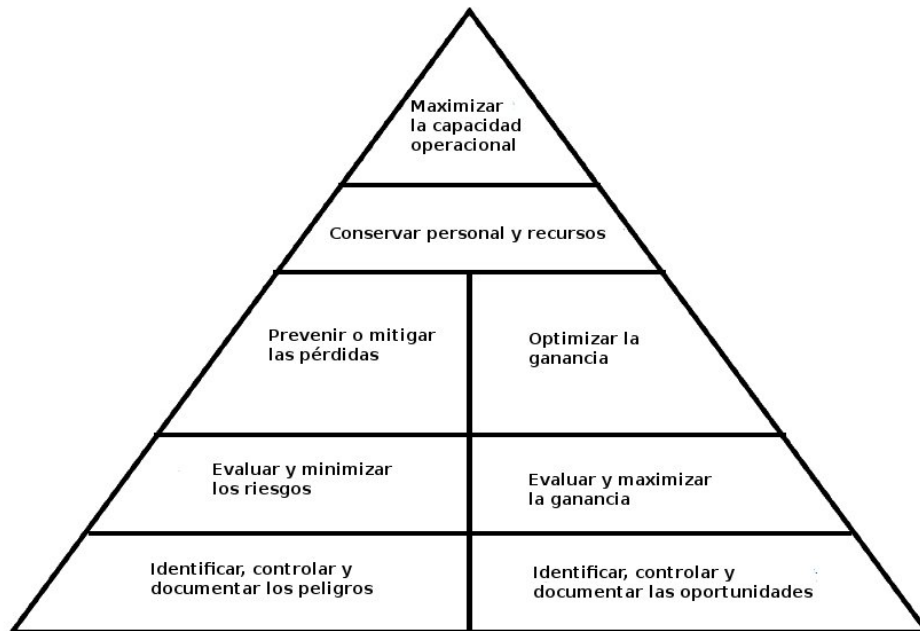 Maximizar
la capacidad
operacional
Conservar personal y recursos
Prevenir o mitigar
las pérdidas
Optimizar la
ganancia
Evaluar y minimizar
los riesgos
Evaluar y maximizar
la ganancia
Identificar, controlar y
documentar los peligros
Identificar, controlar y
documentar las oportunidades